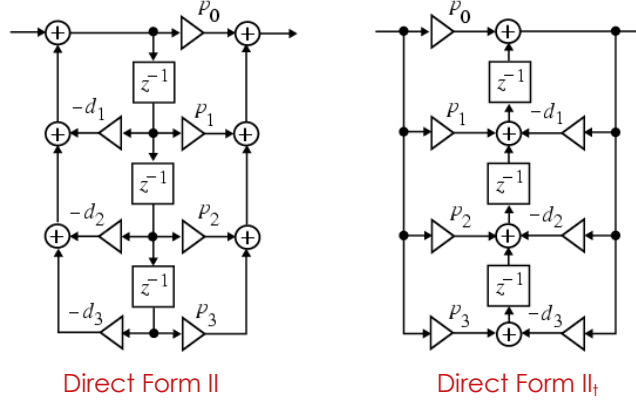 p₀ p₀
z⁻¹ z⁻¹
−d₁ p₁ p₁ −d₁
z⁻¹ z⁻¹
−d₂ p₂ p₂ −d₂
z⁻¹ z⁻¹
−d₃ p₃ p₃ −d₃
Direct Form II Direct Form IIₜ